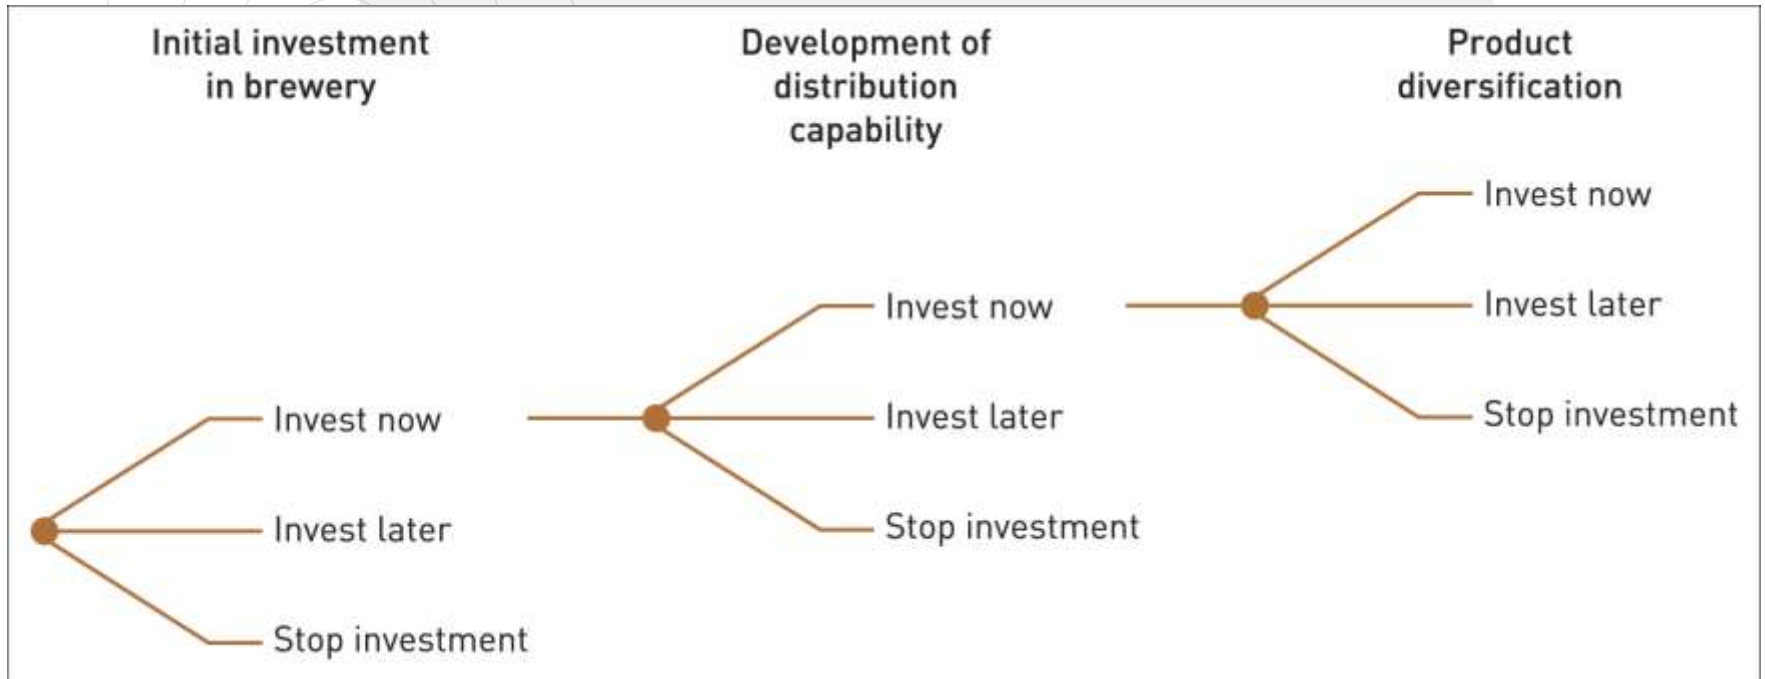 Initial investment
in brewery
Development of
distribution
capability
Product
diversification
Invest now
Invest later
Stop investment
Invest now
Invest later
Stop investment
Invest now
Invest later
Stop investment